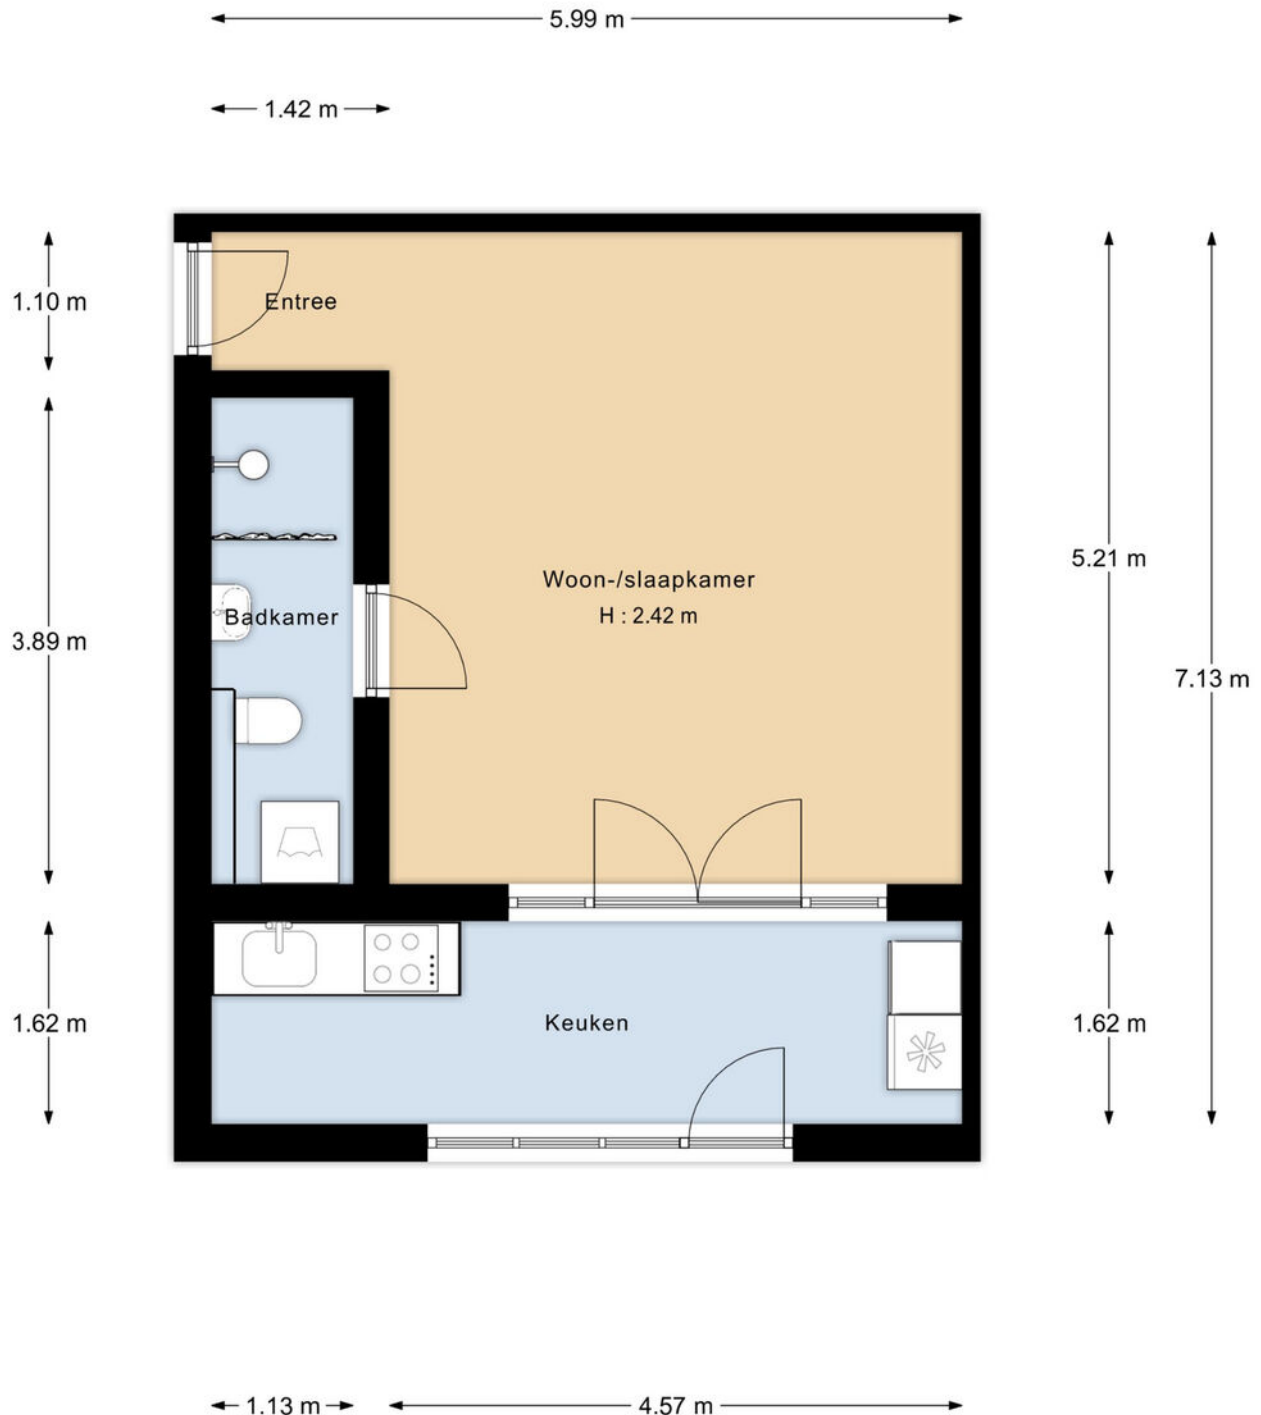 5.99 m
1.42 m
1.10 m
Entree
5.21 m
Woon-/slaapkamer
H : 2.42 m
Badkamer
3.89 m
7.13 m
1.62 m
Keuken
1.62 m
1.13 m
4.57 m